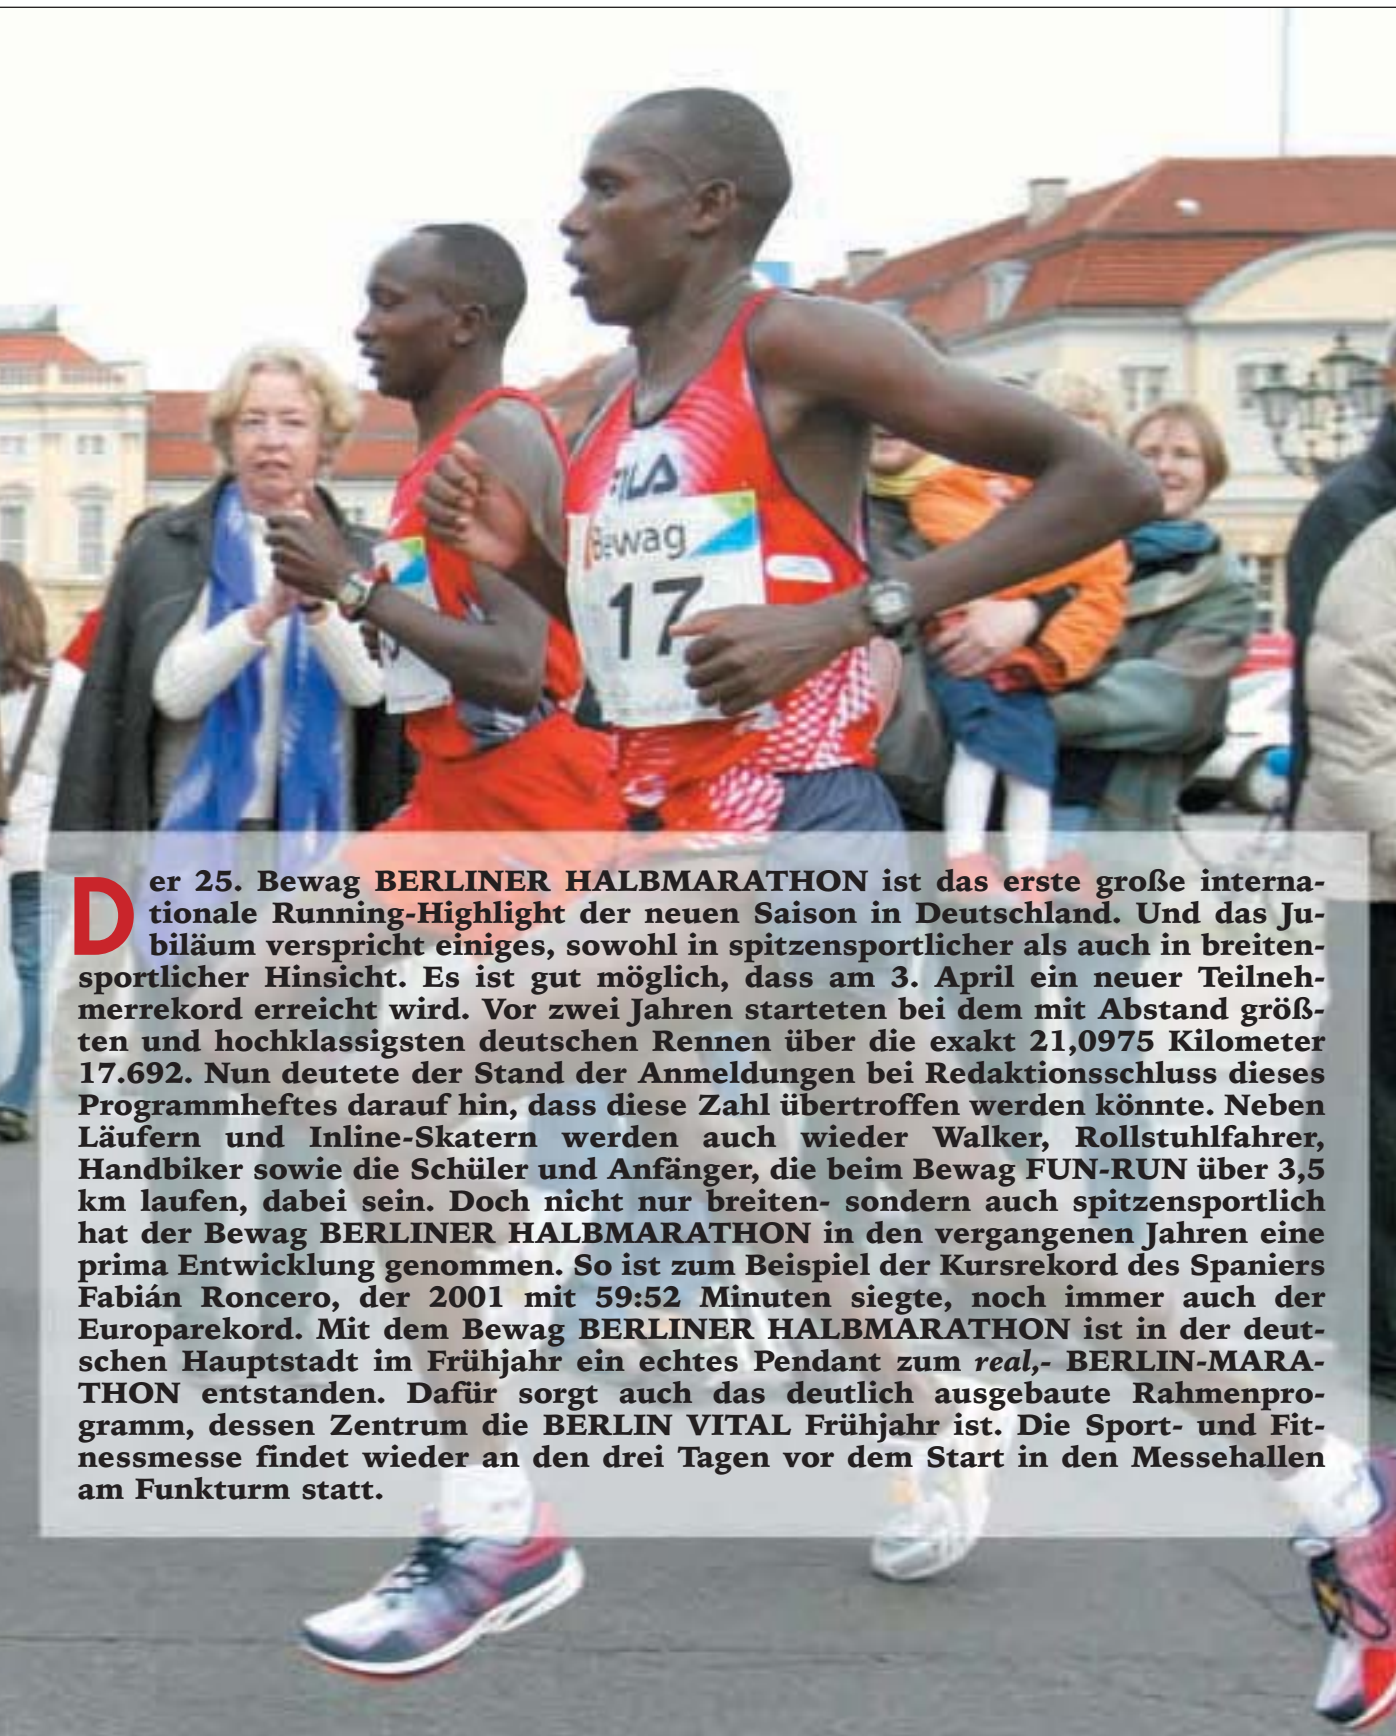 FILA
Bewag
17
Der 25. Bewag BERLINER HALBMARATHON ist das erste große interna-
tionale Running-Highlight der neuen Saison in Deutschland. Und das Ju-
biläum verspricht einiges, sowohl in spitzensportlicher als auch in breiten-
sportlicher Hinsicht. Es ist gut möglich, dass am 3. April ein neuer Teilneh-
merrekord erreicht wird. Vor zwei Jahren starteten bei dem mit Abstand größ-
ten und hochklassigsten deutschen Rennen über die exakt 21,0975 Kilometer
17.692. Nun deutete der Stand der Anmeldungen bei Redaktionsschluss dieses
Programmheftes darauf hin, dass diese Zahl übertroffen werden könnte. Neben
Läufern und Inline-Skatern werden auch wieder Walker, Rollstuhlfahrer,
Handbiker sowie die Schüler und Anfänger, die beim Bewag FUN-RUN über 3,5
km laufen, dabei sein. Doch nicht nur breiten- sondern auch spitzensportlich
hat der Bewag BERLINER HALBMARATHON in den vergangenen Jahren eine
prima Entwicklung genommen. So ist zum Beispiel der Kursrekord des Spaniers
Fabián Roncero, der 2001 mit 59:52 Minuten siegte, noch immer auch der
Europarekord. Mit dem Bewag BERLINER HALBMARATHON ist in der deut-
schen Hauptstadt im Frühjahr ein echtes Pendant zum real,- BERLIN-MARA-
THON entstanden. Dafür sorgt auch das deutlich ausgebaute Rahmenpro-
gramm, dessen Zentrum die BERLIN VITAL Frühjahr ist. Die Sport- und Fit-
nessmesse findet wieder an den drei Tagen vor dem Start in den Messehallen
am Funkturm statt.